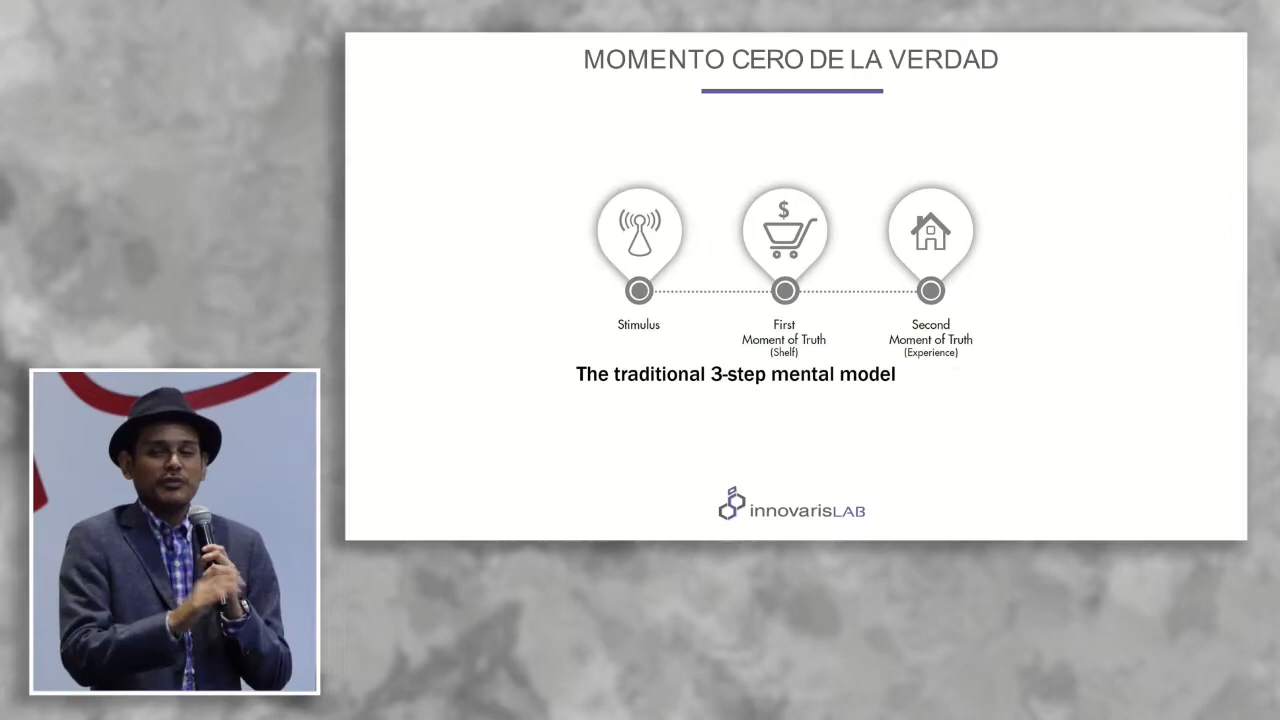 MOMENTO CERO DE LA VERDAD
$
Stimulus
First
Moment of Truth
(Shelf)
Second
Moment of Truth
(Experience)
The traditional 3-step mental model
innovarisLAB